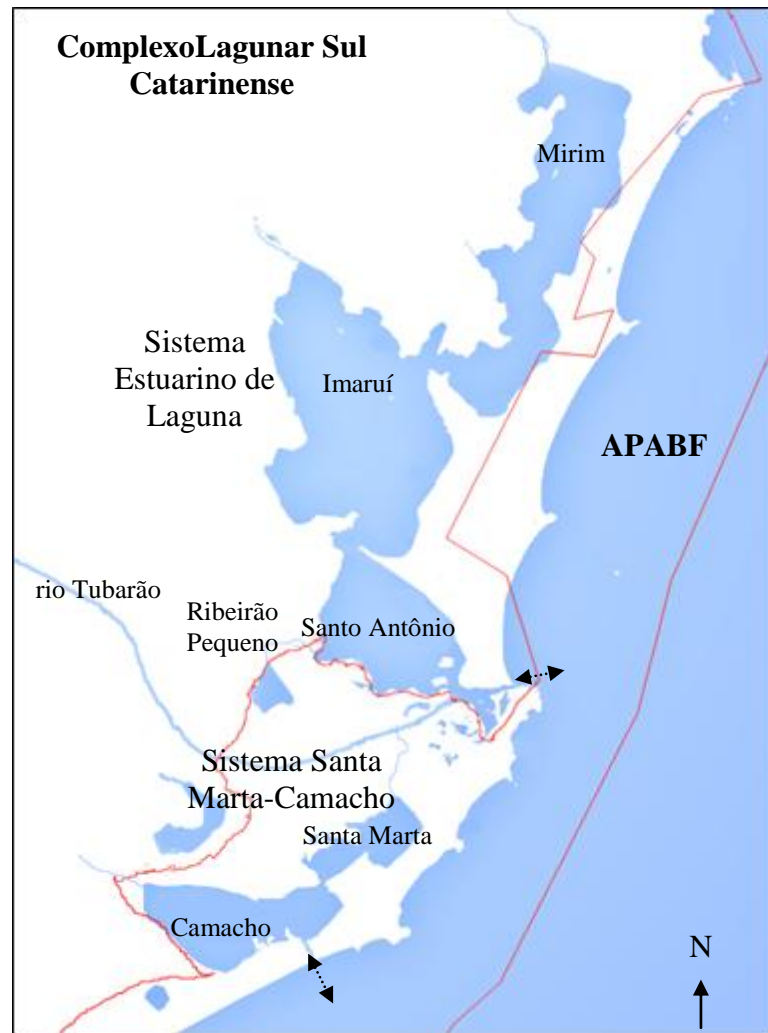 ComplexoLagunar Sul
Catarinense
Mirim
Sistema
Estuarino de
Laguna
Imaruí
APABF
rio Tubarão
Ribeirão
Pequeno
Santo Antônio
Sistema Santa
Marta-Camacho
Santa Marta
Camacho
N